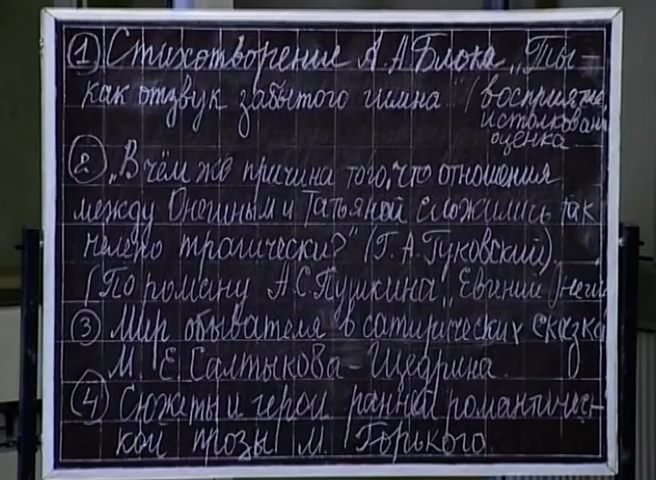 ① Стихотворение А.А Блока „Ты –
как отзвук забытого гимна" (восприятие,
истолкован
оценка
② „В чём же причина того, что отношения
между Онегиным и Татьяной сложились так
нелепо трагически?" (Г.А.Гуковский).
(По роману А.С.Пушкина „Евгений Онегин
③ Мир обывателя в сатирических сказка
М. Е. Салтыкова-Щедрина.
④ Сюжеты и герои ранней романтичес-
кой прозы М. Горького